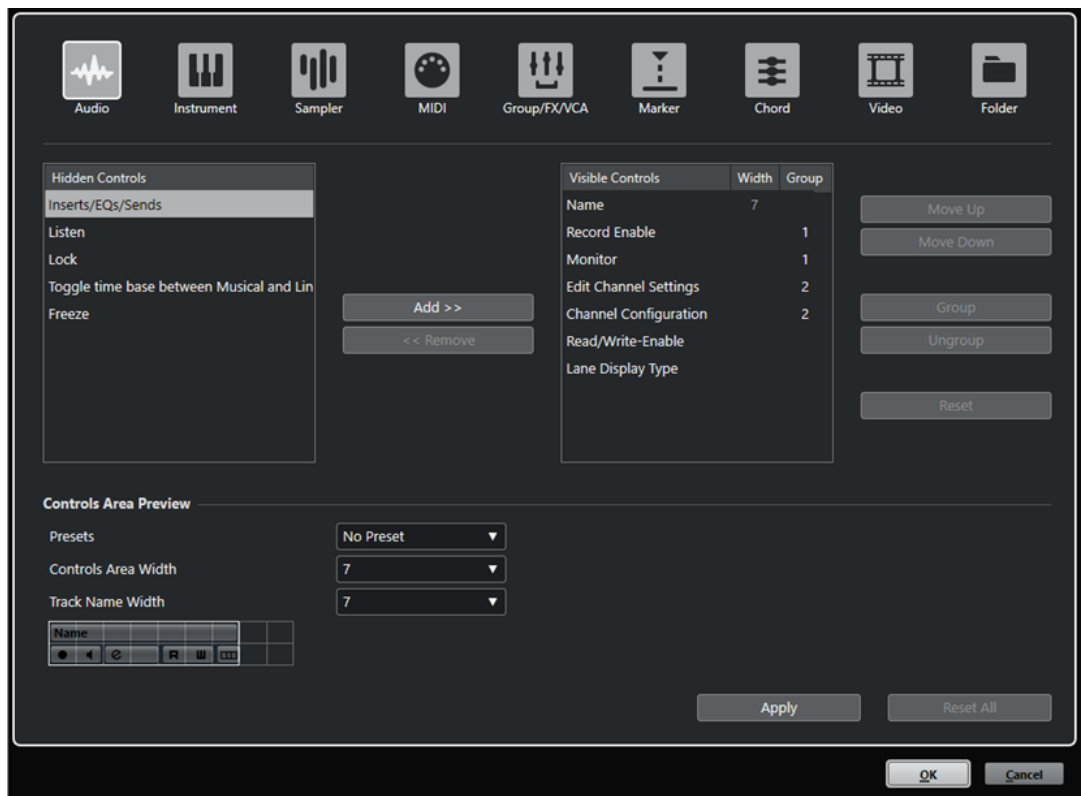 Audio Instrument Sampler MIDI Group/FX/VCA Marker Chord Video Folder
Hidden Controls
Inserts/EQs/Sends
Listen
Lock
Toggle time base between Musical and Lin
Freeze
Add >>
<< Remove
Visible Controls Width Group
Name 7
Record Enable 1
Monitor 1
Edit Channel Settings 2
Channel Configuration 2
Read/Write-Enable
Lane Display Type
Move Up
Move Down
Group
Ungroup
Reset
Controls Area Preview
Presets No Preset
Controls Area Width 7
Track Name Width 7
Name
e R W
Apply Reset All
OK Cancel